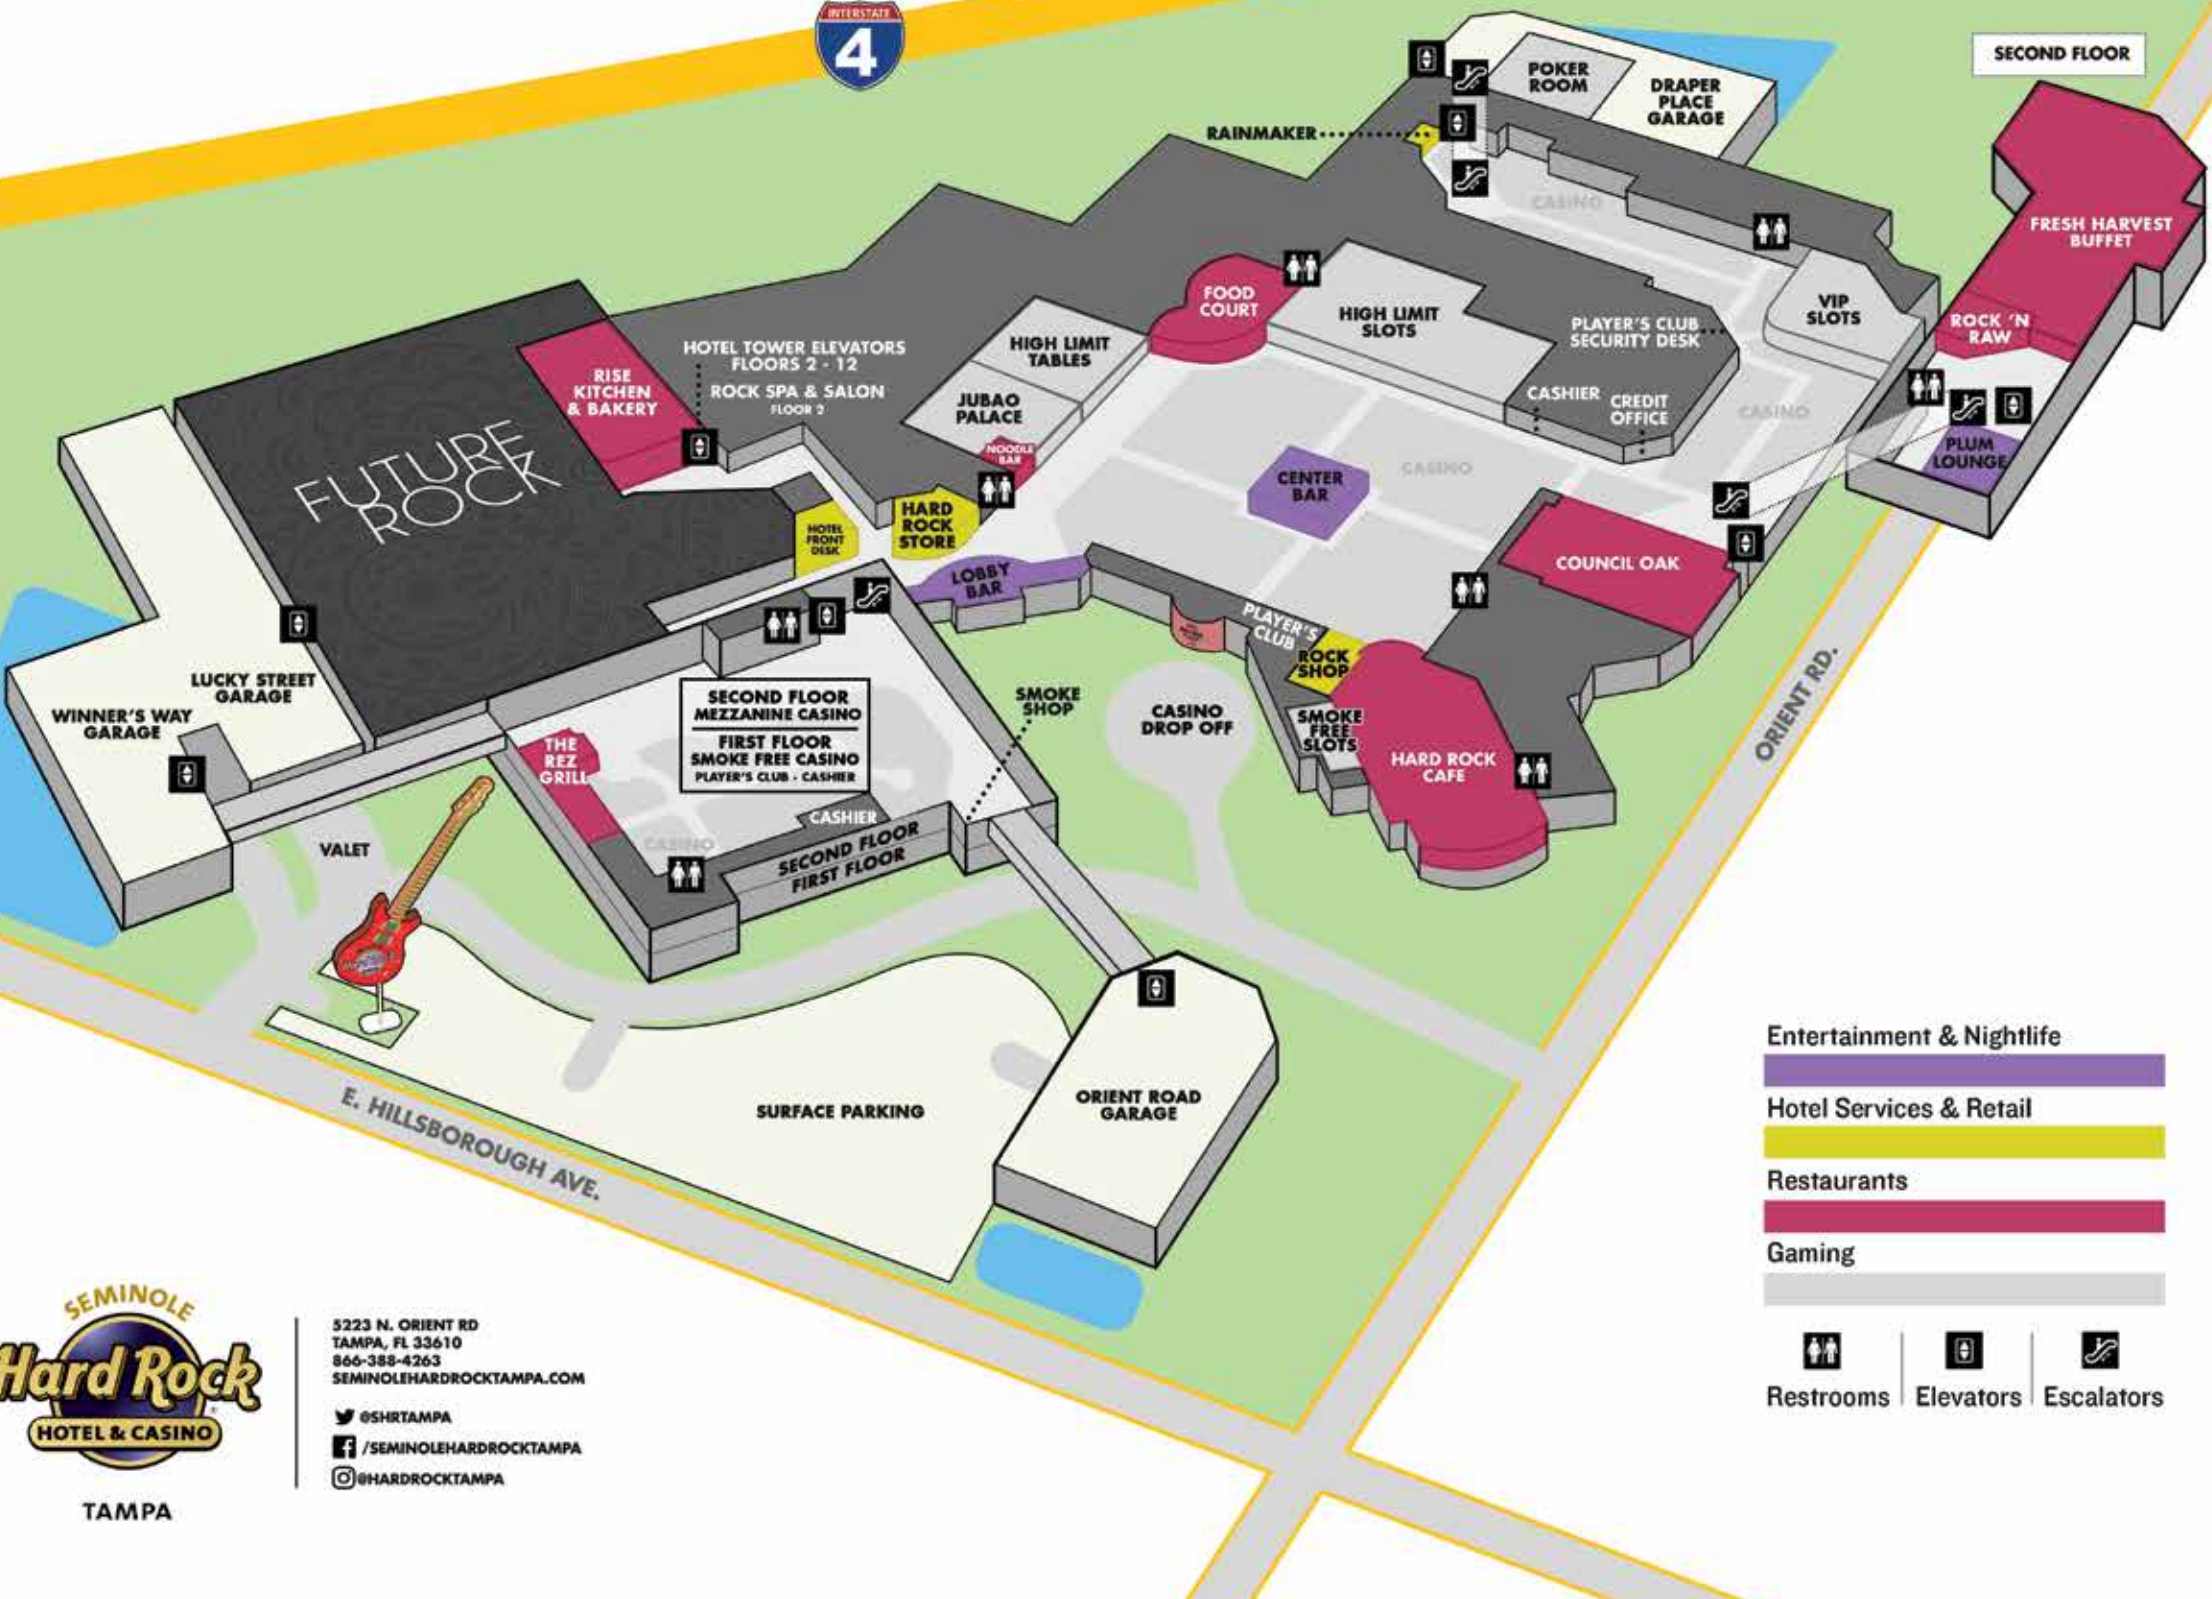 INTERSTATE
4
SECOND FLOOR
POKER
ROOM
DRAPER
PLACE
GARAGE
RAINMAKER
CASINO
FRESH HARVEST
BUFFET
FOOD
COURT
HIGH LIMIT
SLOTS
VIP
SLOTS
ROCK 'N
RAW
PLAYER'S CLUB
SECURITY DESK
HIGH LIMIT
TABLES
HOTEL TOWER ELEVATORS
FLOORS 2 - 12
ROCK SPA & SALON
FLOOR 2
RISE
KITCHEN
& BAKERY
JUBAO
PALACE
CASHIER
CREDIT
OFFICE
CASINO
NOODLE
BAR
PLUM
LOUNGE
FUTURE
ROCK
CENTER
BAR
CASINO
HOTEL
FRONT
DESK
HARD
ROCK
STORE
COUNCIL OAK
LOBBY
BAR
PLAYER'S
CLUB
ROCK
SHOP
LUCKY STREET
GARAGE
WINNER'S WAY
GARAGE
SECOND FLOOR
MEZZANINE CASINO
FIRST FLOOR
SMOKE FREE CASINO
PLAYER'S CLUB - CASHIER
SMOKE
SHOP
CASINO
DROP OFF
SMOKE
FREE
SLOTS
HARD ROCK
CAFE
ORIENT RD.
THE
REZ
GRILL
CASHIER
CASINO
SECOND FLOOR
FIRST FLOOR
VALET
SURFACE PARKING
ORIENT ROAD
GARAGE
E. HILLSBOROUGH AVE.
Entertainment & Nightlife
Hotel Services & Retail
Restaurants
Gaming
Restrooms
Elevators
Escalators
SEMINOLE
Hard Rock
HOTEL & CASINO
TAMPA
5223 N. ORIENT RD
TAMPA, FL 33610
866-388-4263
SEMINOLEHARDROCKTAMPA.COM
@SHRTAMPA
/SEMINOLEHARDROCKTAMPA
@HARDROCKTAMPA